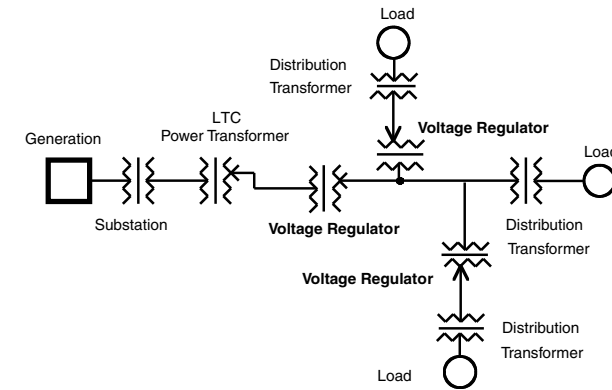 Load
Distribution
Transformer
LTC
Power Transformer
Voltage Regulator
Generation
Load
Substation
Voltage Regulator
Distribution
Transformer
Voltage Regulator
Distribution
Transformer
Load